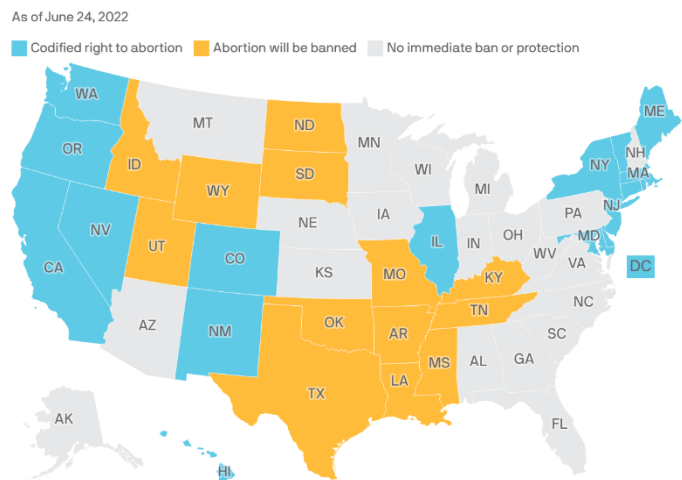 As of June 24, 2022
Codified right to abortion Abortion will be banned No immediate ban or protection
WA
ME
MT
ND
MN
OR
NH
ID
WI
NY
MA
SD
WY
MI
NJ
IA
PA
NE
NV
OH
MD
UT
IL
IN
CO
WV
DC
CA
VA
KS
MO
KY
NC
TN
AZ
OK
NM
AR
SC
MS
AL
GA
LA
TX
AK
FL
HI